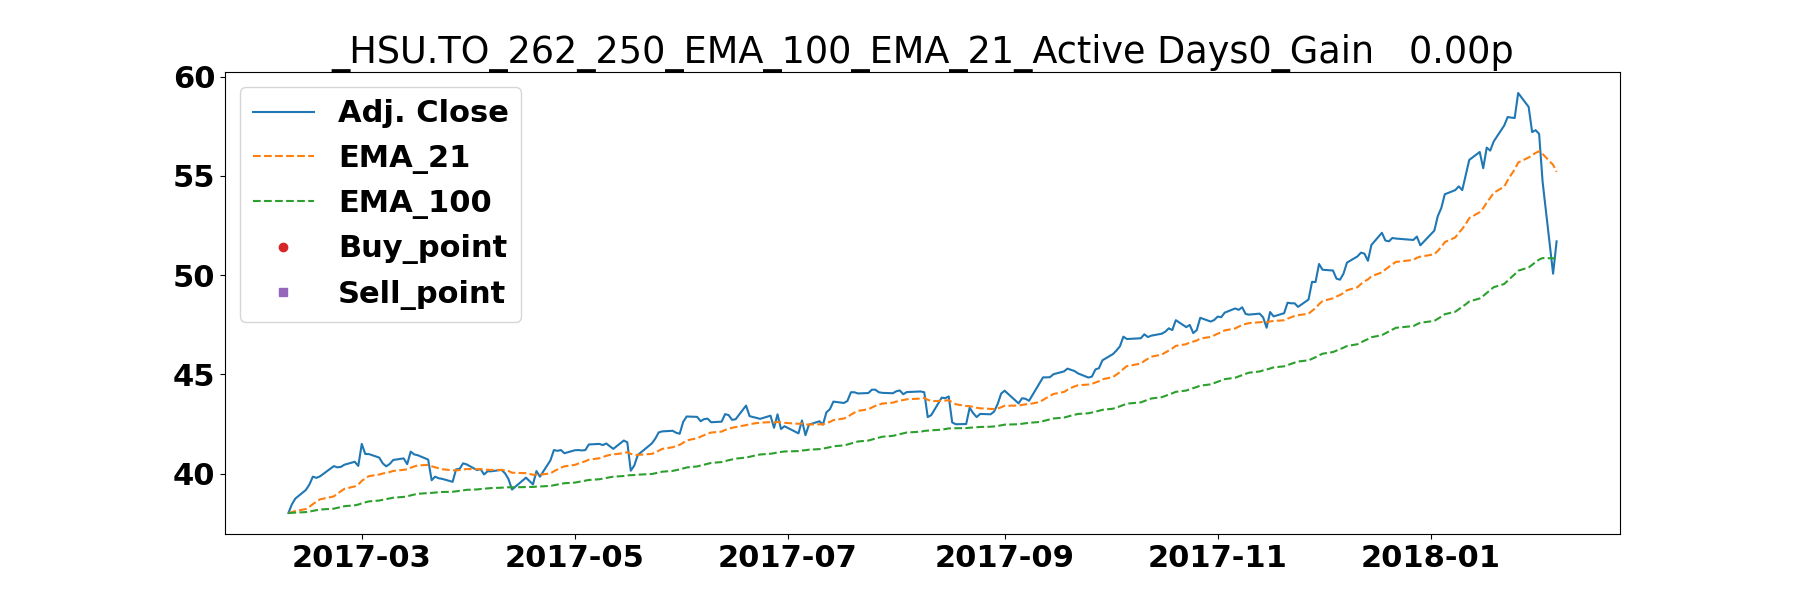 _HSU.TO_262_250_EMA_100_EMA_21_Active Days0_Gain   0.00p
60
55
50
45
40
Adj. Close
EMA_21
EMA_100
Buy_point
Sell_point
2017-03 2017-05 2017-07 2017-09 2017-11 2018-01